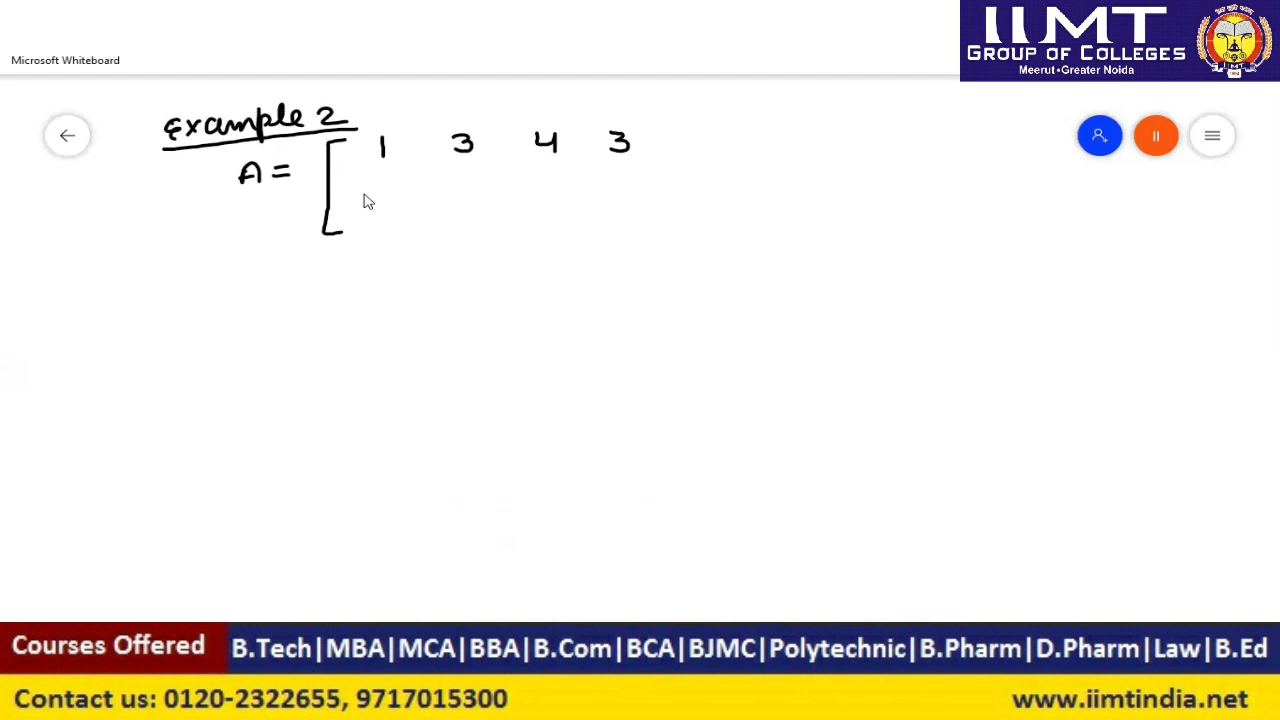 IIMT
GROUP OF COLLEGES
Meerut•Greater Noida
Microsoft Whiteboard
Example 2
A = [ 1 3 4 3
Courses Offered B.Tech|MBA|MCA|BBA|B.Com|BCA|BJMC|Polytechnic|B.Pharm|D.Pharm|Law|B.Ed
Contact us: 0120-2322655, 9717015300 www.iimtindia.net